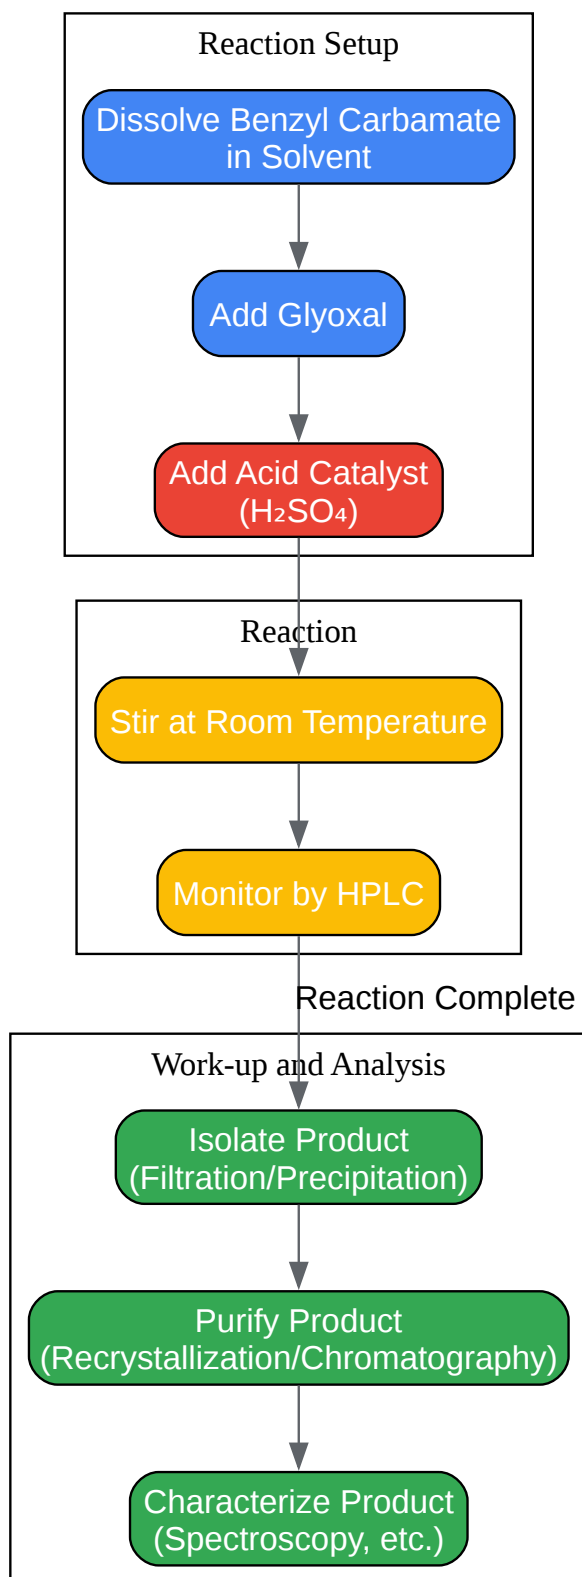 Reaction Setup
Dissolve Benzyl Carbamate
in Solvent
Add Glyoxal
Add Acid Catalyst
(H₂SO₄)
Reaction
Stir at Room Temperature
Monitor by HPLC
Reaction Complete
Work-up and Analysis
Isolate Product
(Filtration/Precipitation)
Purify Product
(Recrystallization/Chromatography)
Characterize Product
(Spectroscopy, etc.)